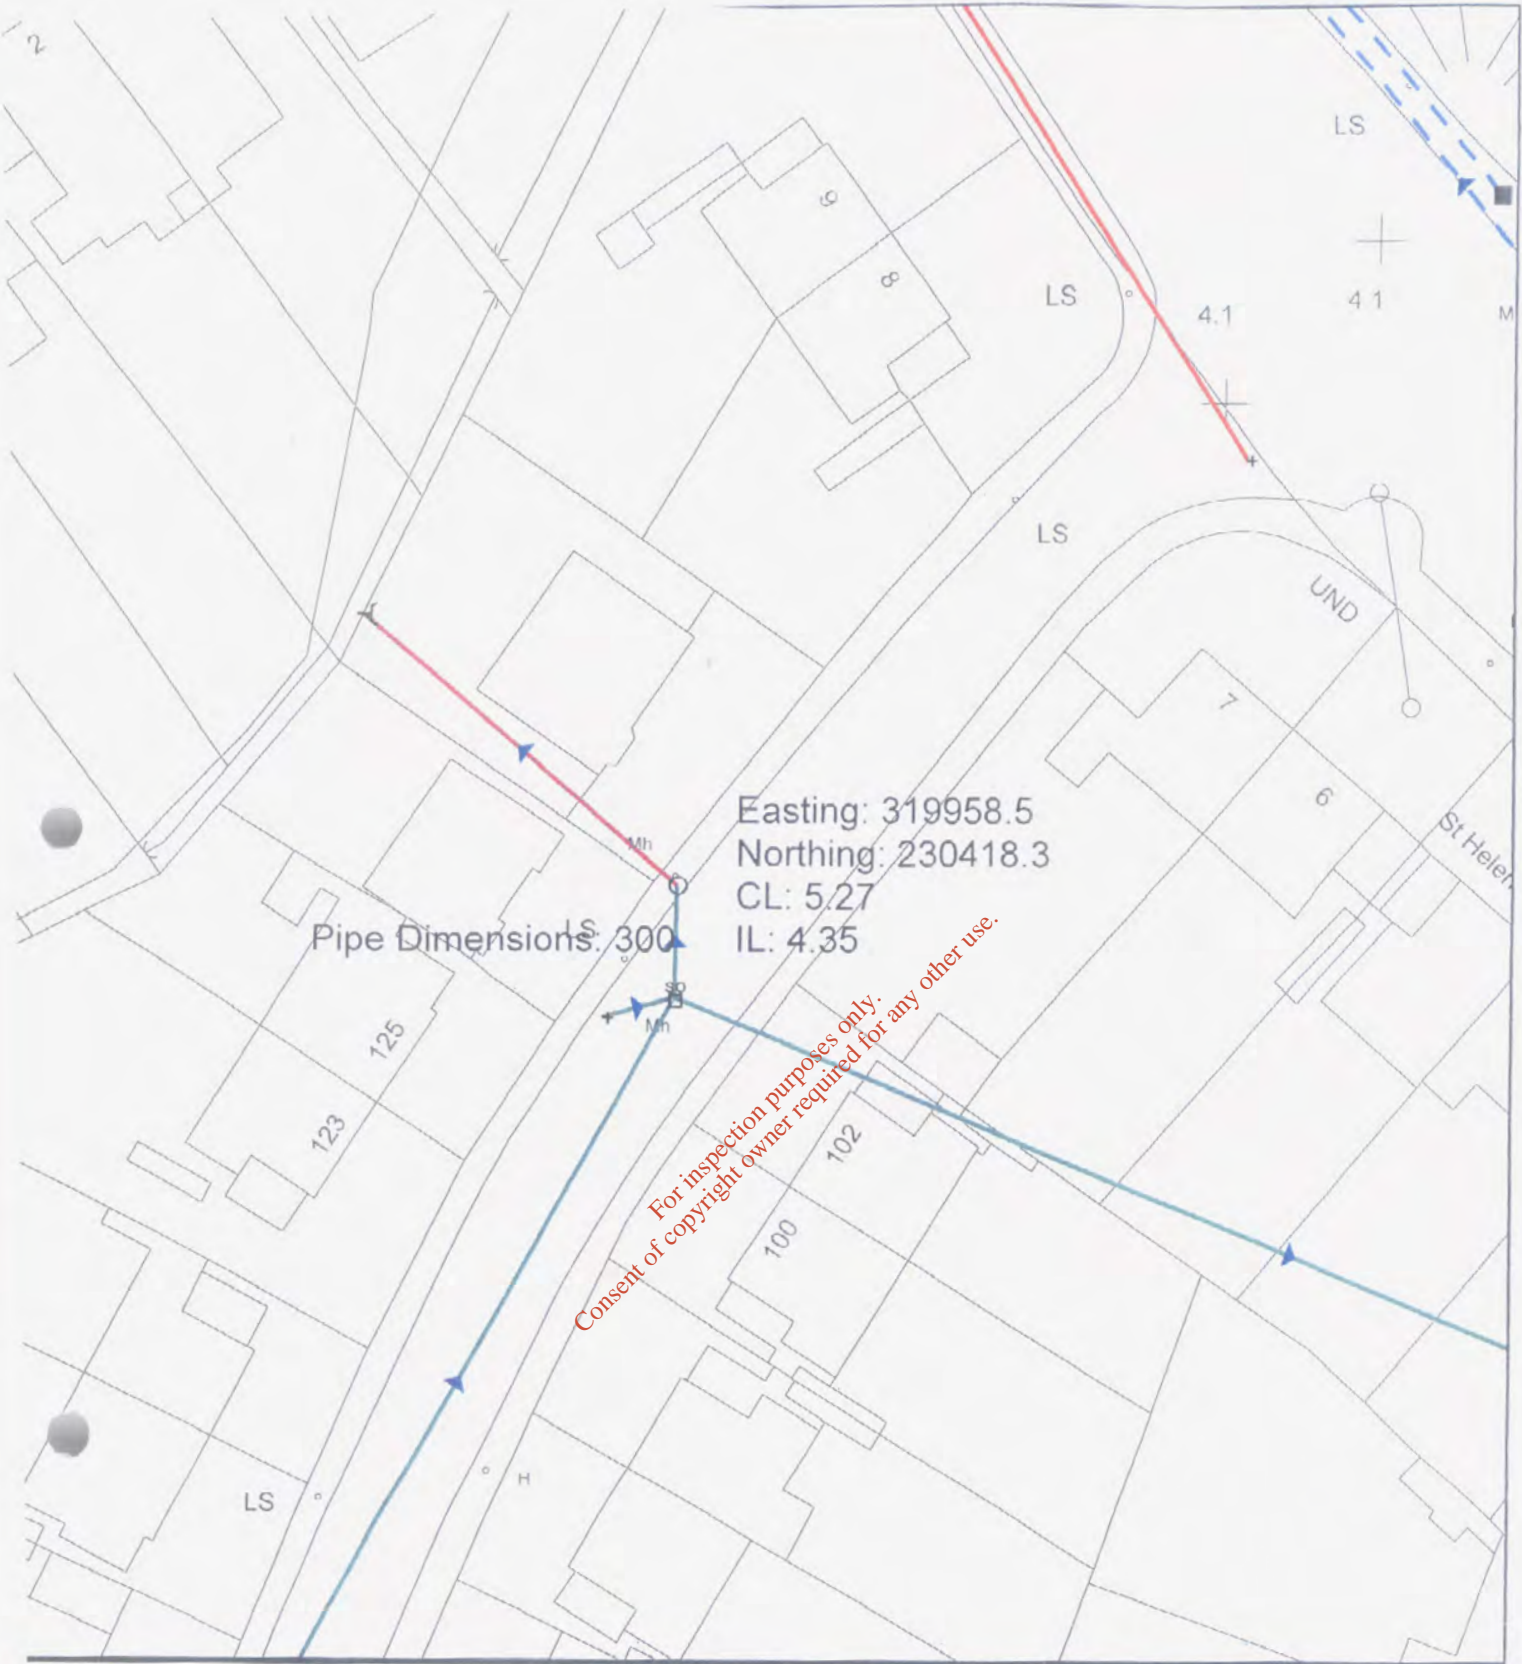 2
LS
9
8
LS
4.1
4 1
M
LS
UND
7
6
St Helen
Easting: 319958.5
Northing: 230418.3
CL: 5.27
IL: 4.35
Mh
LS
Pipe Dimensions: 300
so
Mh
125
123
102
100
For inspection purposes only.
Consent of copyright owner required for any other use.
H
LS